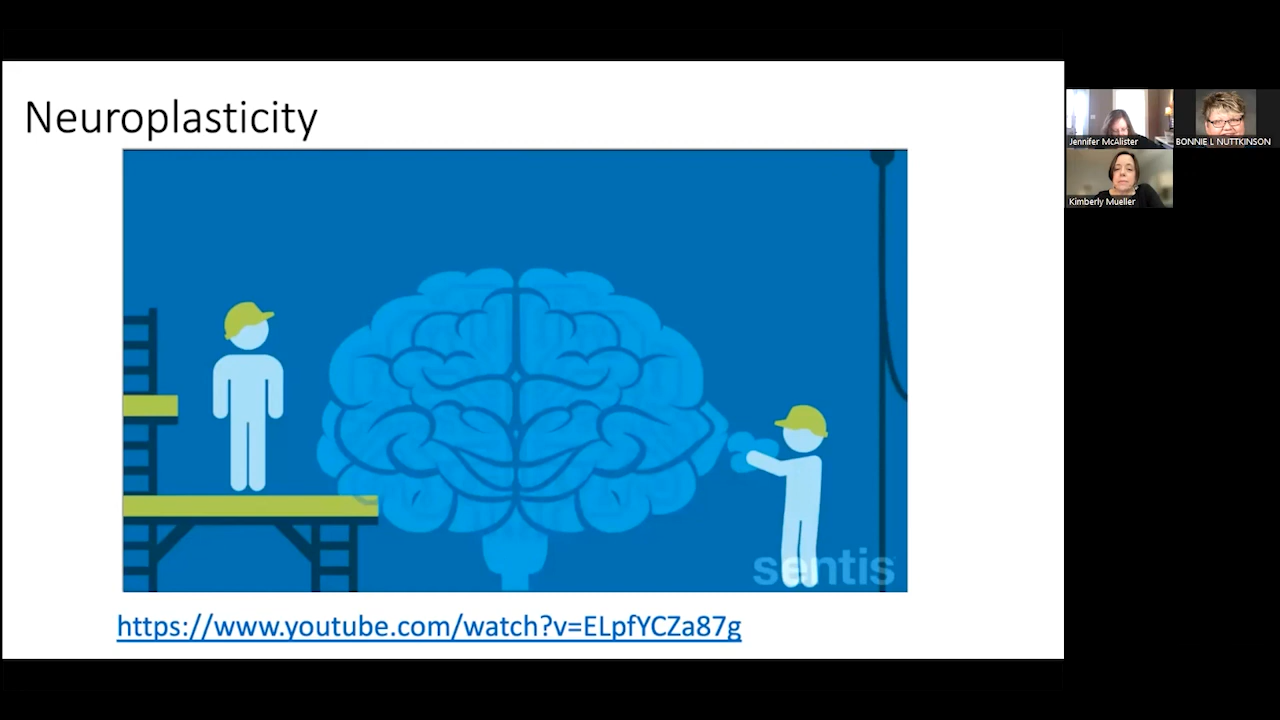 Neuroplasticity
sentis
https://www.youtube.com/watch?v=ELpfYCZa87g
Jennifer McAlister
BONNIE L NUTTKINSON
Kimberly Mueller